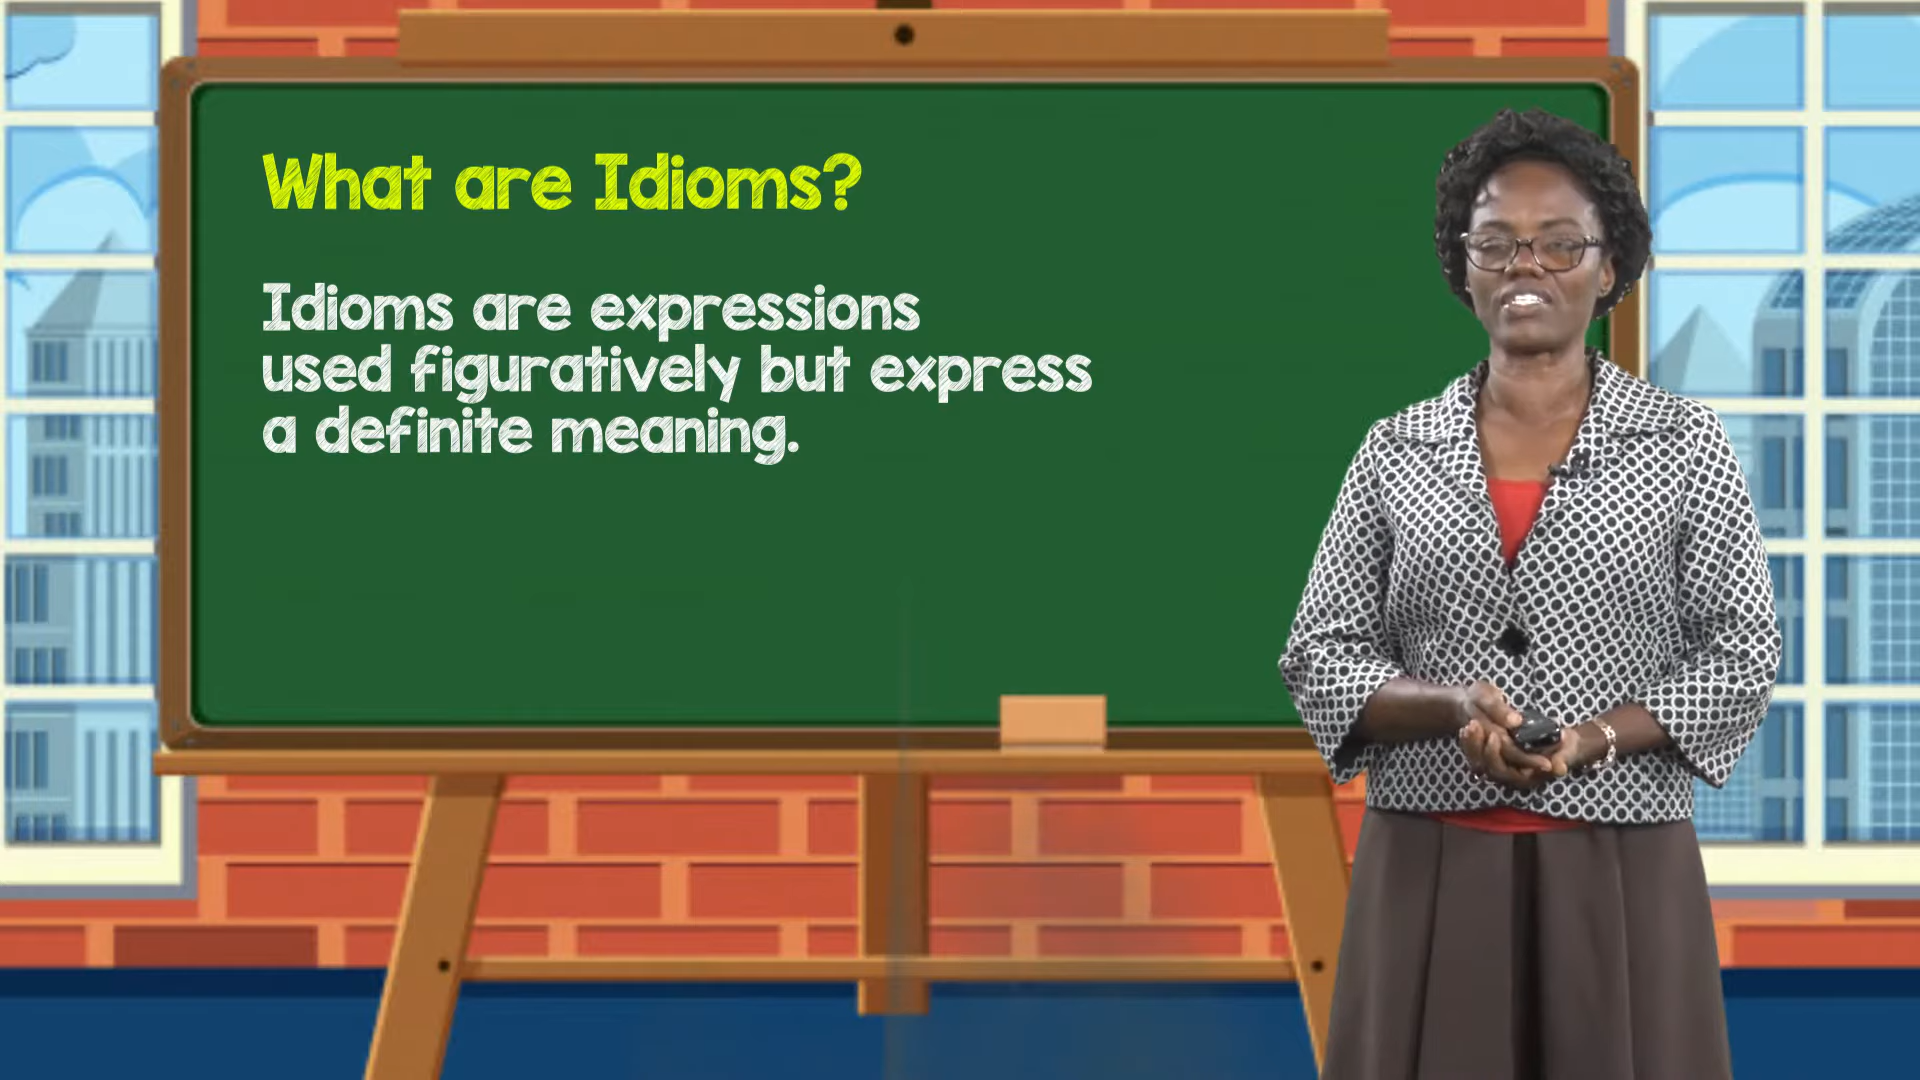 What are Idioms?
Idioms are expressions
used figuratively but express
a definite meaning.